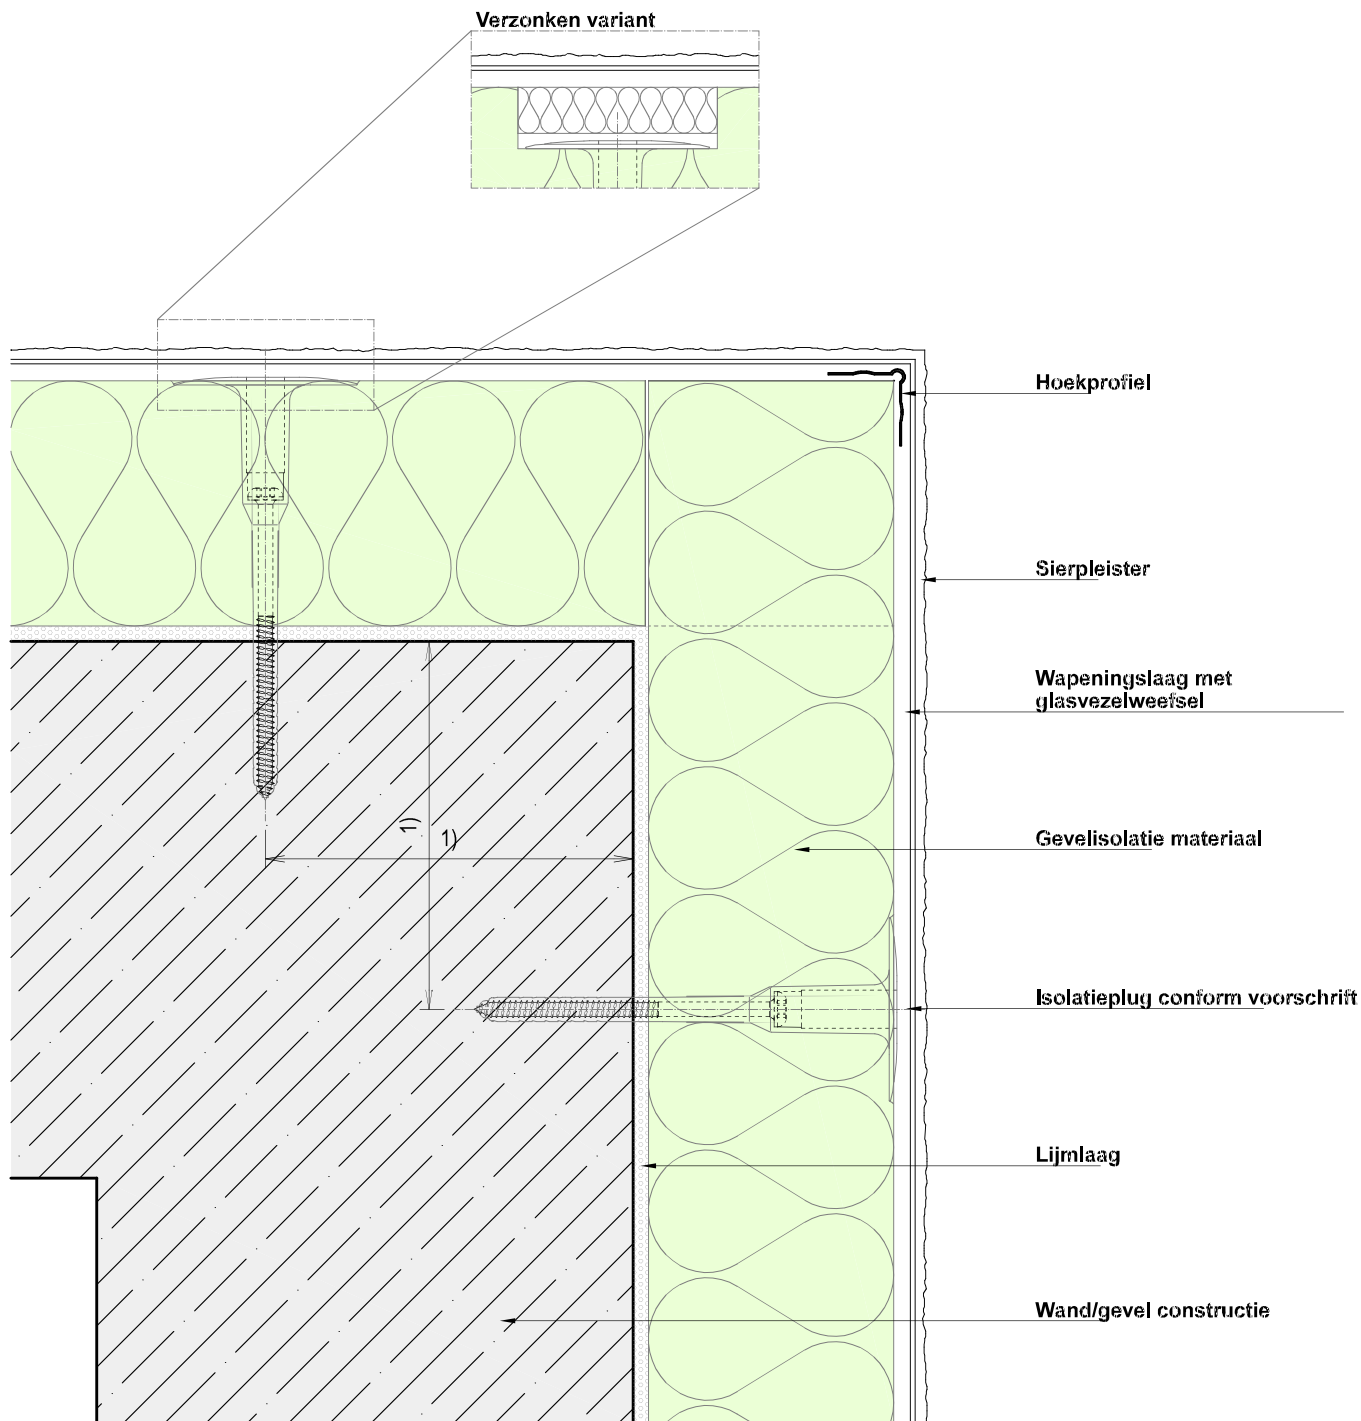 Verzonken variant
Hoekprofiel
Sierpleister
Wapeningslaag met
glasvezelweefsel
1)
1)
Gevelisolatie materiaal
Isolatieplug conform voorschrift
Lijmlaag
Wand/gevel constructie